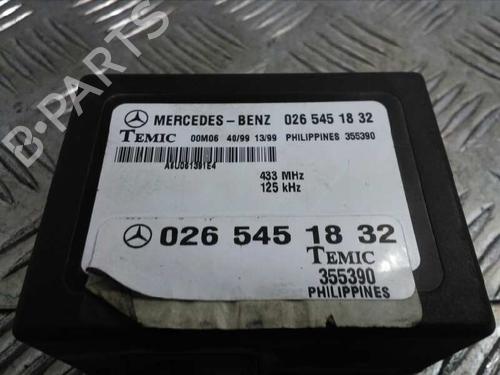 B-PARTS
MERCEDES-BENZ 026 545 18 32
TEMIC 00M06 40/99 13/99 PHILIPPINES 355390
A9U061391E4
433 MHz
125 kHz
026 545 18 32
TEMIC
355390
PHILIPPINES